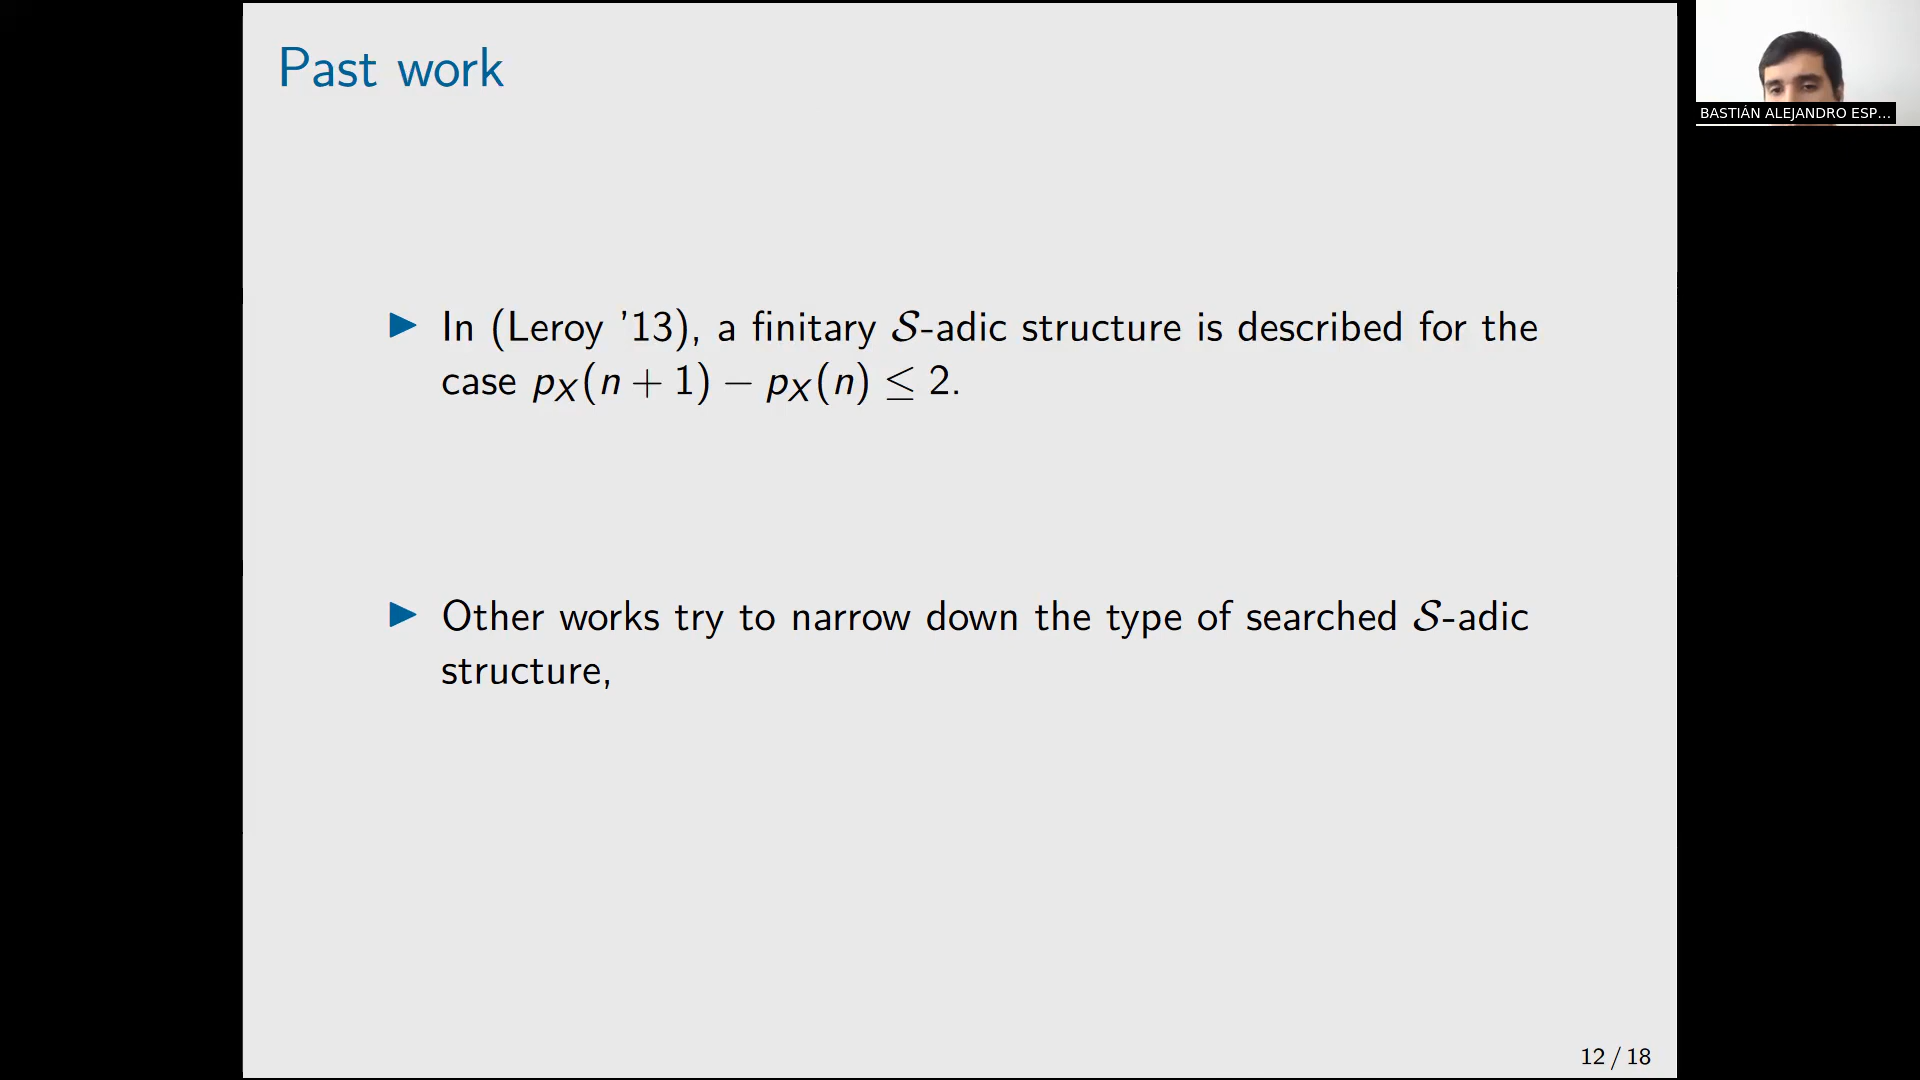 Past work
BASTIÁN ALEJANDRO ESP...
▶ In (Leroy ’13), a finitary 𝒮-adic structure is described for the
case p_X(n + 1) − p_X(n) ≤ 2.
▶ Other works try to narrow down the type of searched 𝒮-adic
structure,
12 / 18